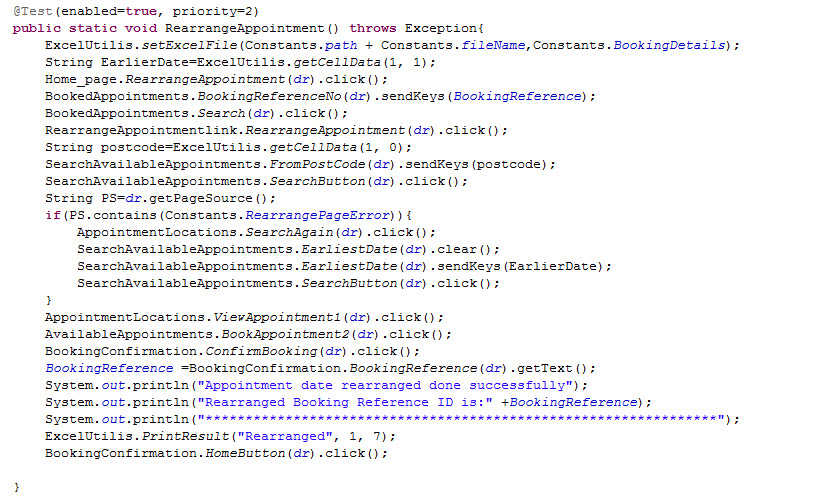 @Test(enabled=true, priority=2)
public static void RearrangeAppointment() throws Exception{
ExcelUtilis.setExcelFile(Constants.path + Constants.fileName,Constants.BookingDetails);
String EarlierDate=ExcelUtilis.getCellData(1, 1);
Home_page.RearrangeAppointment(dr).click();
BookedAppointments.BookingReferenceNo(dr).sendKeys(BookingReference);
BookedAppointments.Search(dr).click();
RearrangeAppointmentlink.RearrangeAppointment(dr).click();
String postcode=ExcelUtilis.getCellData(1, 0);
SearchAvailableAppointments.FromPostCode(dr).sendKeys(postcode);
SearchAvailableAppointments.SearchButton(dr).click();
String PS=dr.getPageSource();
if(PS.contains(Constants.RearrangePageError)){
AppointmentLocations.SearchAgain(dr).click();
SearchAvailableAppointments.EarliestDate(dr).clear();
SearchAvailableAppointments.EarliestDate(dr).sendKeys(EarlierDate);
SearchAvailableAppointments.SearchButton(dr).click();
}
AppointmentLocations.ViewAppointment1(dr).click();
AvailableAppointments.BookAppointment2(dr).click();
BookingConfirmation.ConfirmBooking(dr).click();
BookingReference =BookingConfirmation.BookingReference(dr).getText();
System.out.println("Appointment date rearranged done successfully");
System.out.println("Rearranged Booking Reference ID is:" +BookingReference);
System.out.println("****************************************************************");
ExcelUtilis.PrintResult("Rearranged", 1, 7);
BookingConfirmation.HomeButton(dr).click();
}